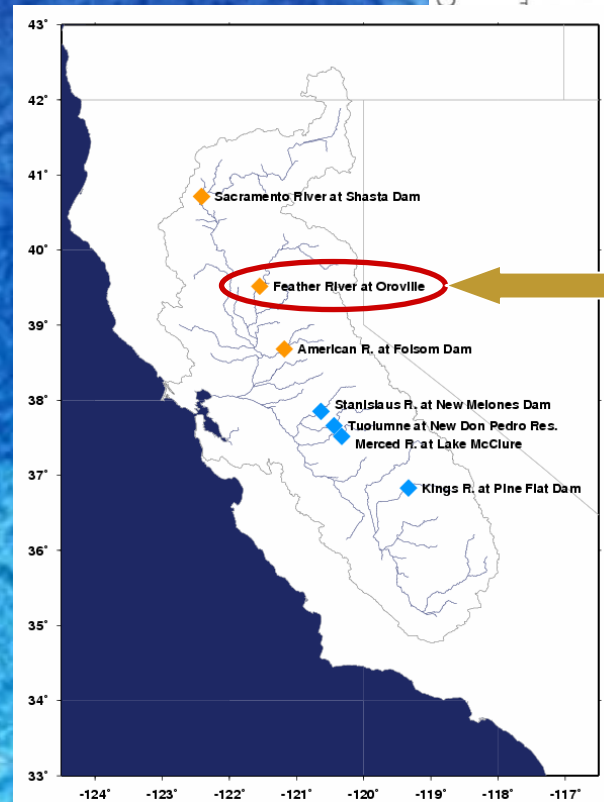 43°
42°
41°
Sacramento River at Shasta Dam
40°
Feather River at Oroville
39°
American R. at Folsom Dam
38°
Stanislaus R. at New Melones Dam
Tuolumne at New Don Pedro Res.
Merced R. at Lake McClure
37°
Kings R. at Pine Flat Dam
36°
35°
34°
33°
-124° -123° -122° -121° -120° -119° -118° -117°